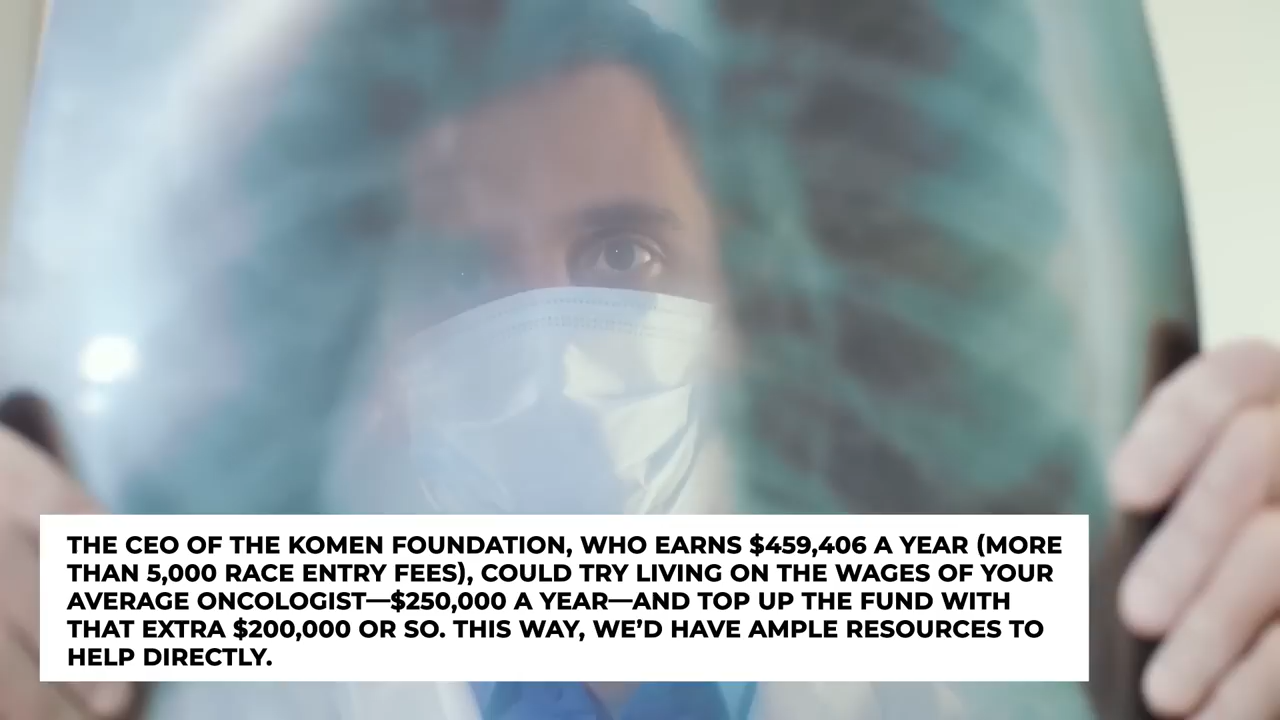 THE CEO OF THE KOMEN FOUNDATION, WHO EARNS $459,406 A YEAR (MORE
THAN 5,000 RACE ENTRY FEES), COULD TRY LIVING ON THE WAGES OF YOUR
AVERAGE ONCOLOGIST—$250,000 A YEAR—AND TOP UP THE FUND WITH
THAT EXTRA $200,000 OR SO. THIS WAY, WE’D HAVE AMPLE RESOURCES TO
HELP DIRECTLY.